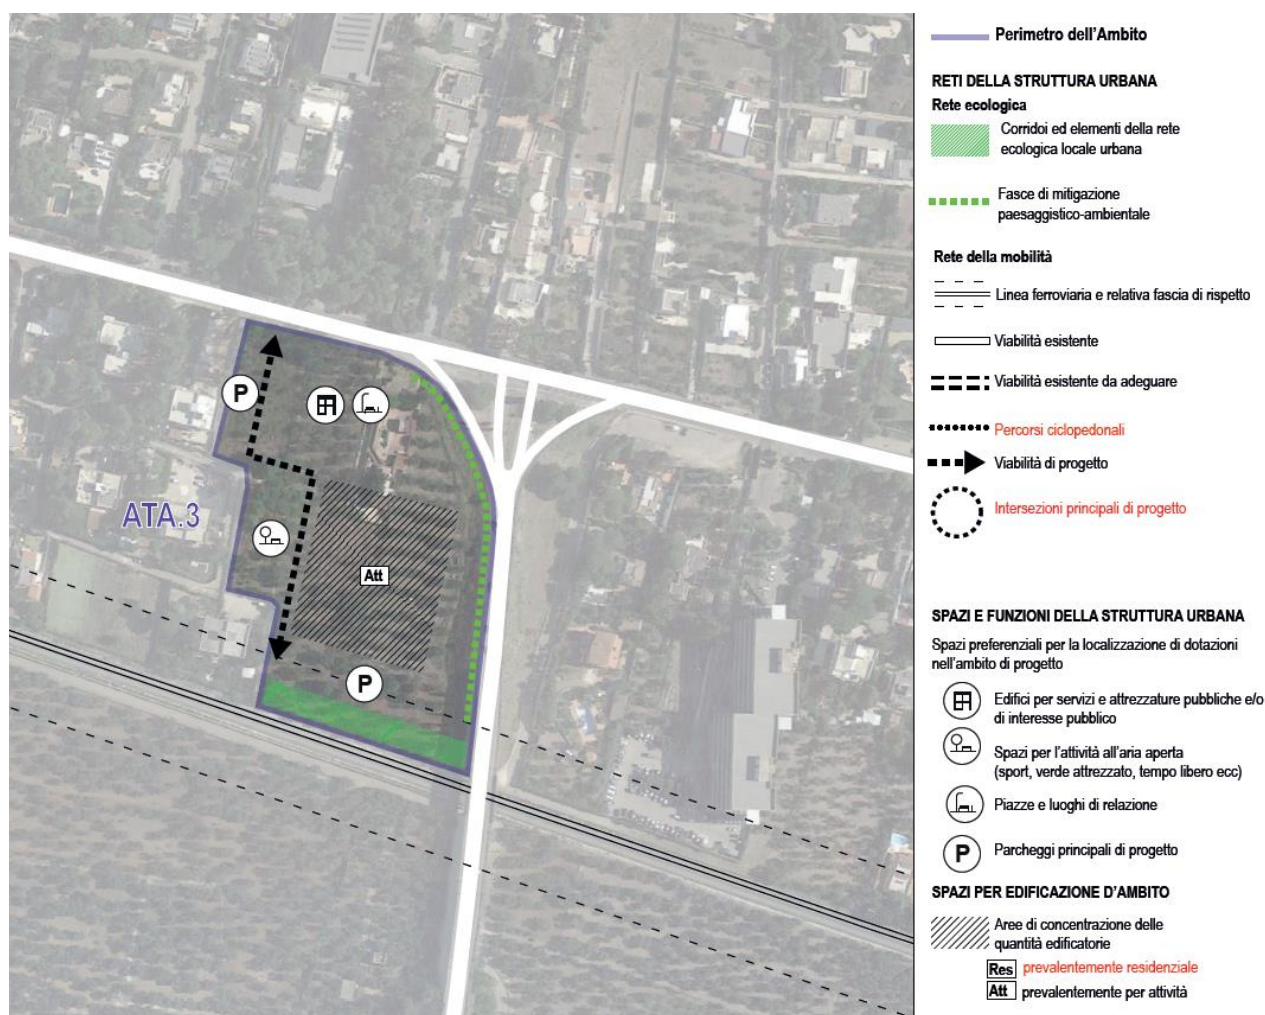 P
ATA.3
Att
P
Perimetro dell'Ambito
RETI DELLA STRUTTURA URBANA
Rete ecologica
Corridoi ed elementi della rete
ecologica locale urbana
Fasce di mitigazione
paesaggistico-ambientale
Rete della mobilità
Linea ferroviaria e relativa fascia di rispetto
Viabilità esistente
Viabilità esistente da adeguare
Percorsi ciclopedonali
Viabilità di progetto
Intersezioni principali di progetto
SPAZI E FUNZIONI DELLA STRUTTURA URBANA
Spazi preferenziali per la localizzazione di dotazioni
nell'ambito di progetto
Edifici per servizi e attrezzature pubbliche e/o
di interesse pubblico
Spazi per l'attività all'aria aperta
(sport, verde attrezzato, tempo libero ecc)
Piazze e luoghi di relazione
P Parcheggi principali di progetto
SPAZI PER EDIFICAZIONE D'AMBITO
Aree di concentrazione delle
quantità edificatorie
Res prevalentemente residenziale
Att prevalentemente per attività